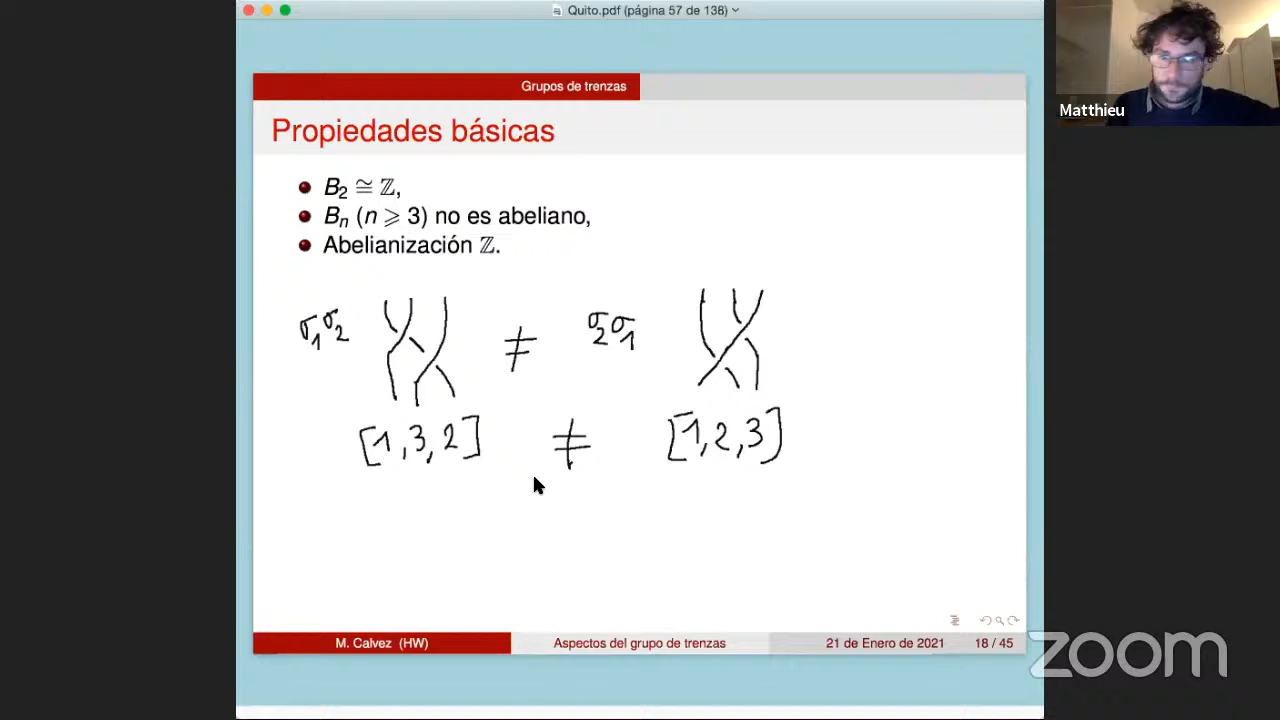 Quito.pdf (página 57 de 138)
Matthieu
Grupos de trenzas
Propiedades básicas
B₂ ≅ ℤ,
Bₙ (n ⩾ 3) no es abeliano,
Abelianización ℤ.
σ₁σ₂ ≠ σ₂σ₁
[1,3,2] ≠ [1,2,3]
M. Calvez (HW) Aspectos del grupo de trenzas 21 de Enero de 2021 18 / 45
zoom